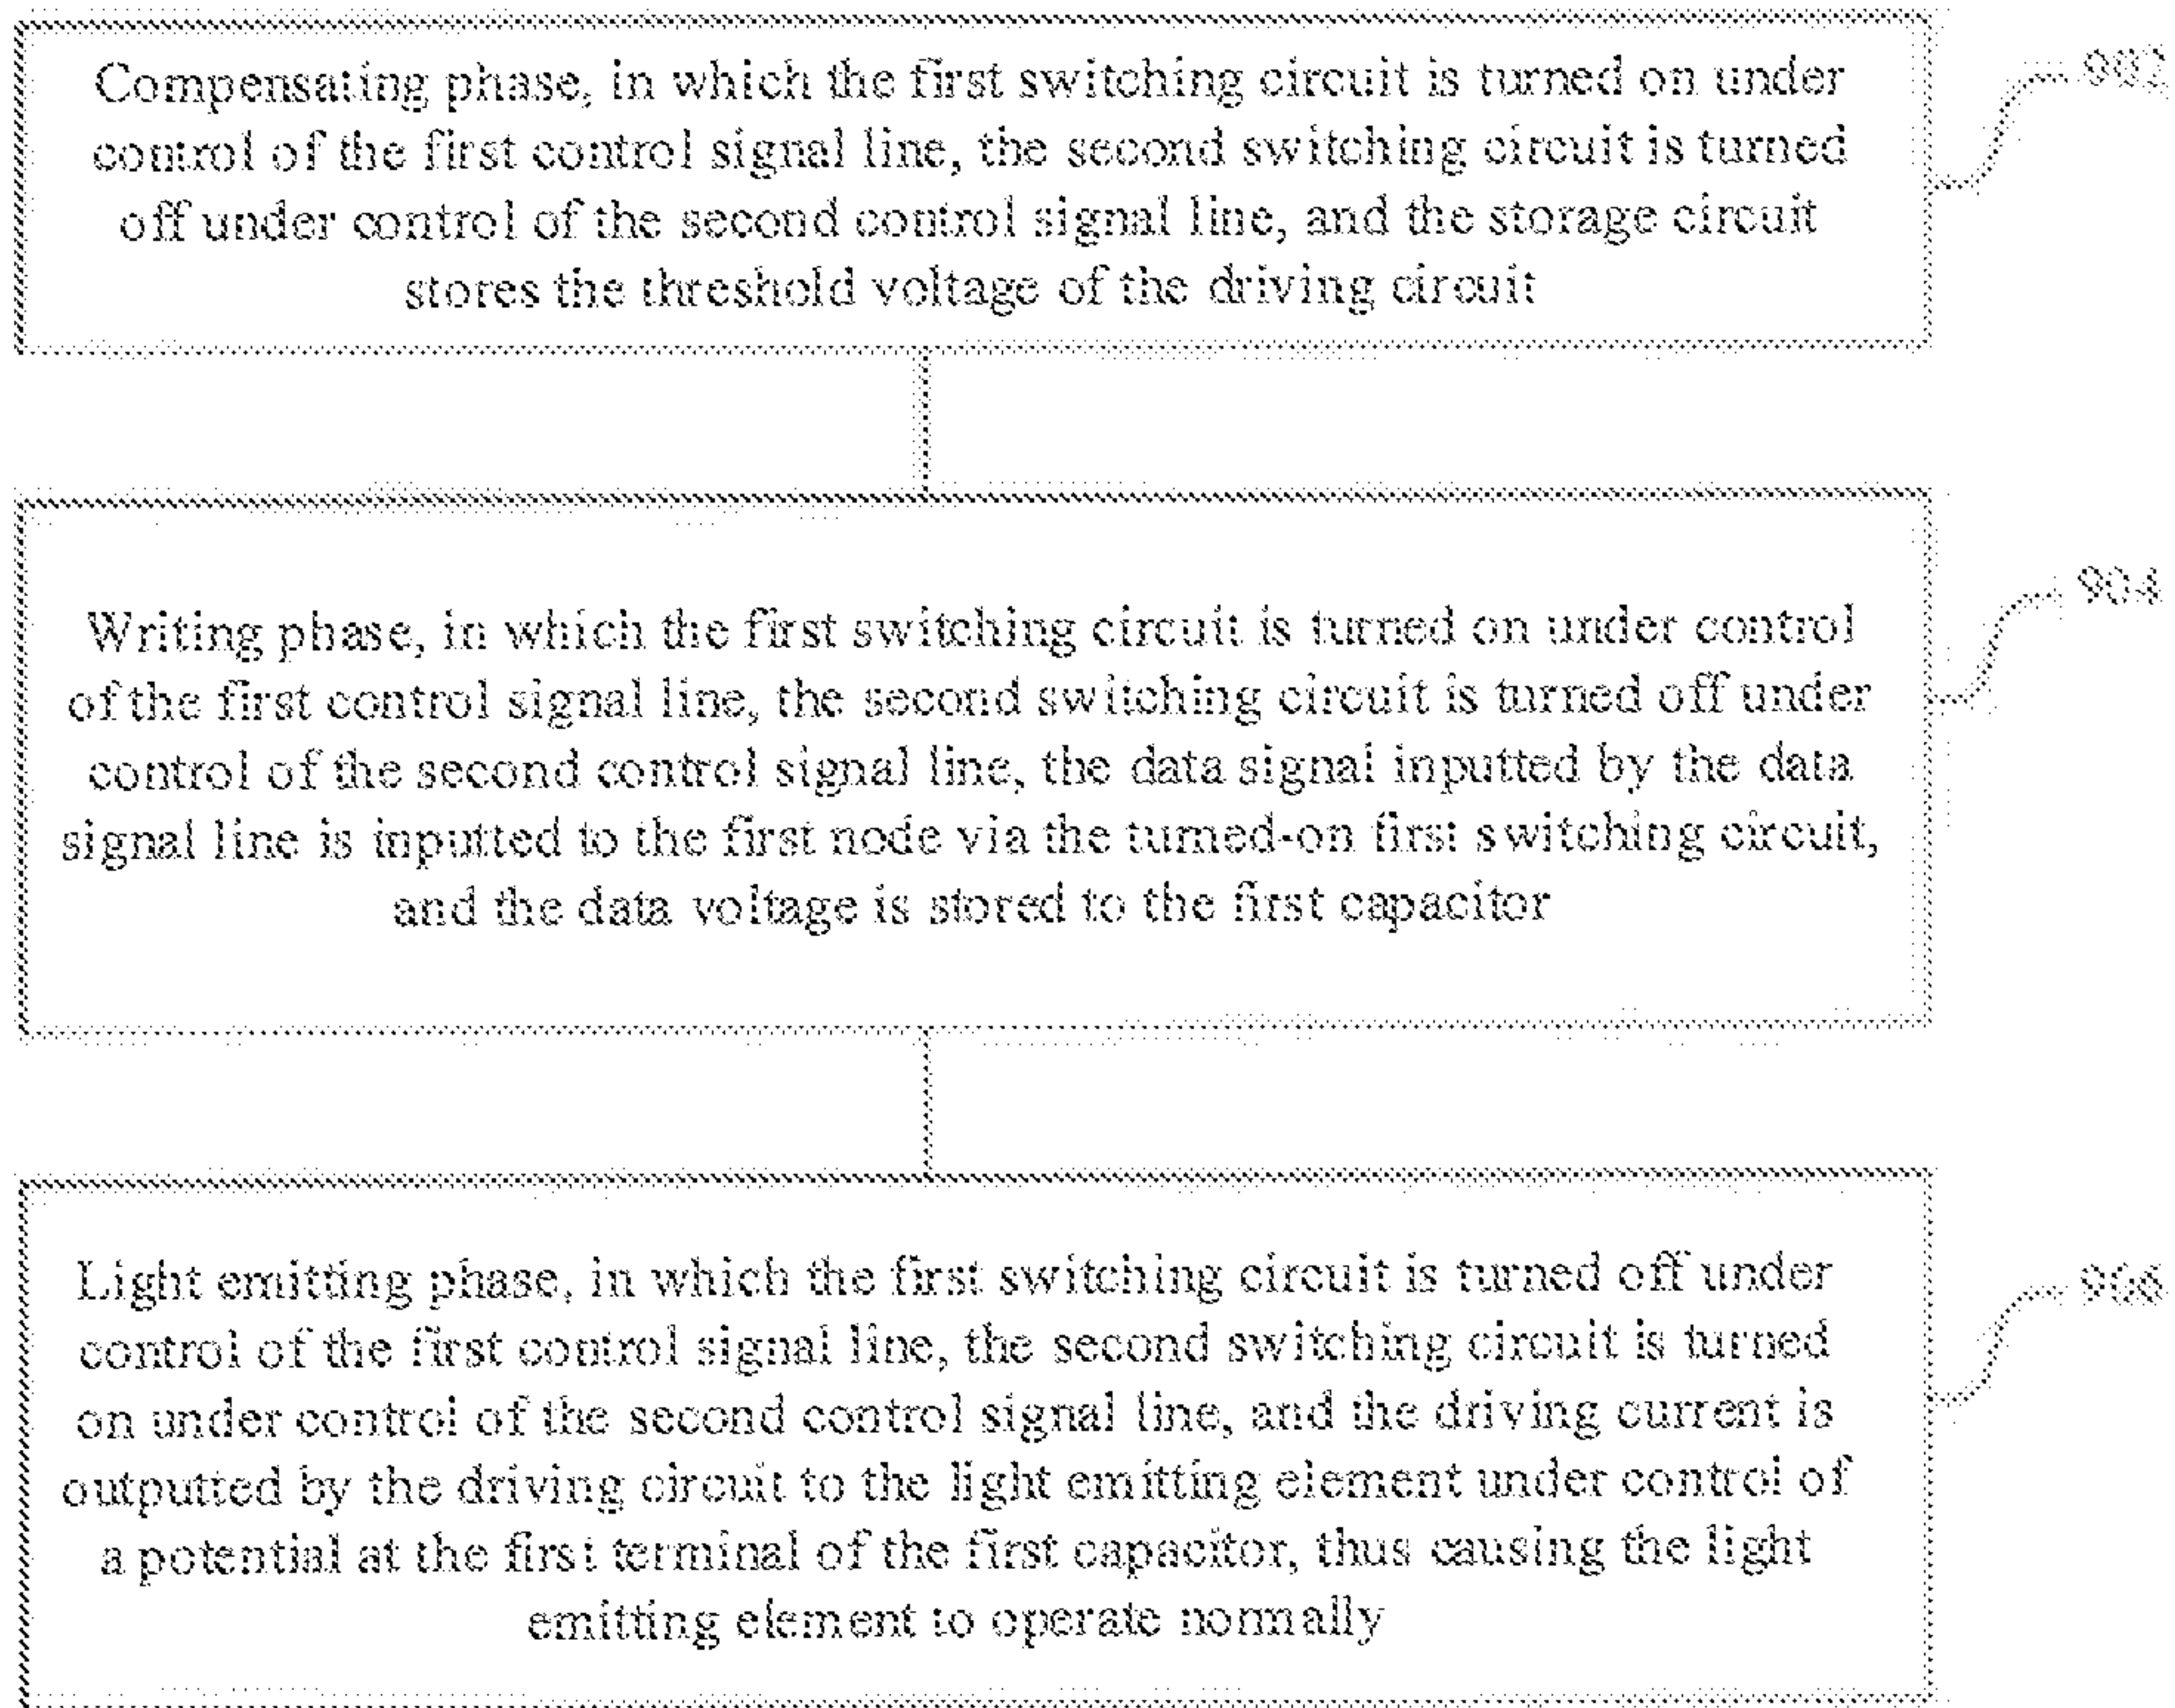 Compensating phase, in which the first switching circuit is turned on under
control of the first control signal line, the second switching circuit is turned
off under control of the second control signal line, and the storage circuit
stores the threshold voltage of the driving circuit
902
Writing phase, in which the first switching circuit is turned on under control
of the first control signal line, the second switching circuit is turned off under
control of the second control signal line, the data signal inputted by the data
signal line is inputted to the first node via the turned-on first switching circuit,
and the data voltage is stored to the first capacitor
904
Light emitting phase, in which the first switching circuit is turned off under
control of the first control signal line, the second switching circuit is turned
on under control of the second control signal line, and the driving current is
outputted by the driving circuit to the light emitting element under control of
a potential at the first terminal of the first capacitor, thus causing the light
emitting element to operate normally
906